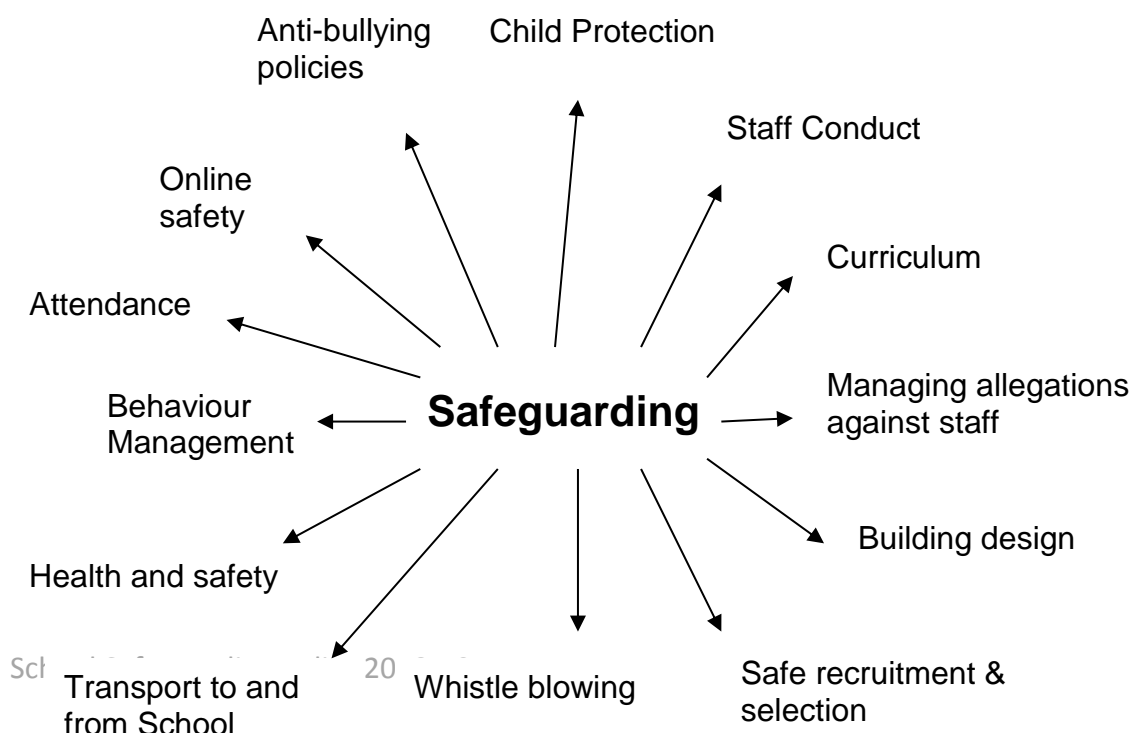 Anti-bullying
policies
Child Protection
Staff Conduct
Online
safety
Curriculum
Attendance
Managing allegations
against staff
Behaviour
Management
Safeguarding
Building design
Health and safety
Transport to and
from School
Whistle blowing
Safe recruitment &
selection
20